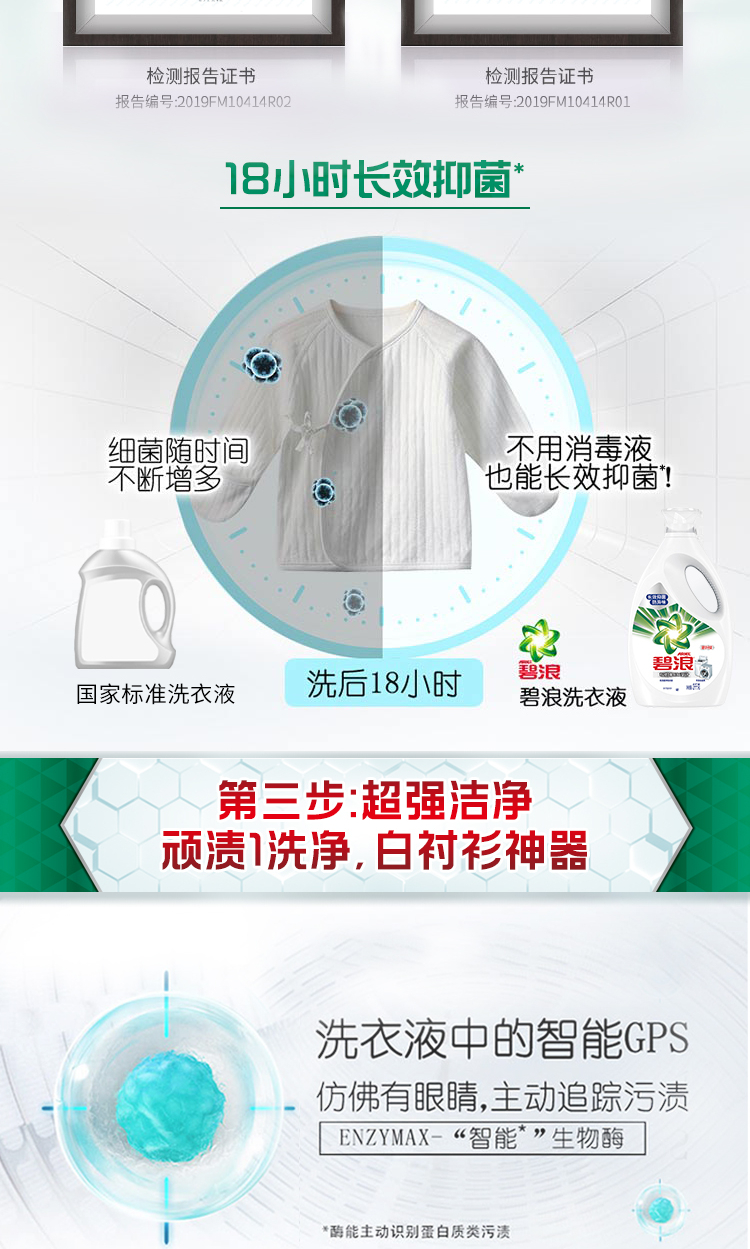 检测报告证书
检测报告证书
报告编号:2019FM10414R02
报告编号:2019FM10414R01
18小时长效抑菌*
细菌随时间
不断增多
不用消毒液
也能长效抑菌*!
国家标准洗衣液
洗后18小时
碧浪
碧浪洗衣液
碧浪
第三步:超强洁净
顽渍1洗净,白衬衫神器
洗衣液中的智能GPS
仿佛有眼睛,主动追踪污渍
ENZYMAX-“智能*”生物酶
*酶能主动识别蛋白质类污渍